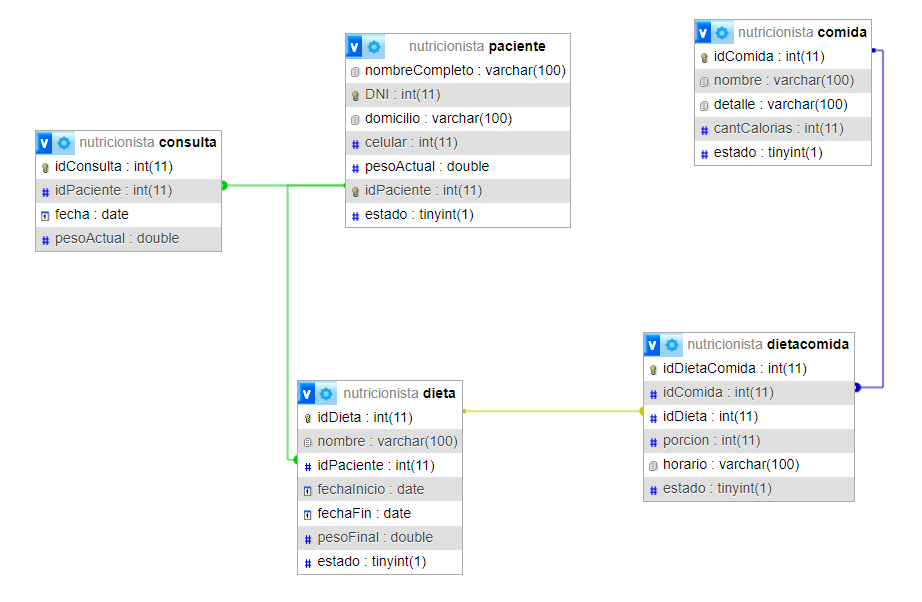 nutricionista paciente
nombreCompleto : varchar(100)
DNI : int(11)
domicilio : varchar(100)
celular : int(11)
pesoActual : double
idPaciente : int(11)
estado : tinyint(1)
nutricionista comida
idComida : int(11)
nombre : varchar(100)
detalle : varchar(100)
cantCalorias : int(11)
estado : tinyint(1)
nutricionista consulta
idConsulta : int(11)
idPaciente : int(11)
fecha : date
pesoActual : double
nutricionista dieta
idDieta : int(11)
nombre : varchar(100)
idPaciente : int(11)
fechaInicio : date
fechaFin : date
pesoFinal : double
estado : tinyint(1)
nutricionista dietacomida
idDietaComida : int(11)
idComida : int(11)
idDieta : int(11)
porcion : int(11)
horario : varchar(100)
estado : tinyint(1)